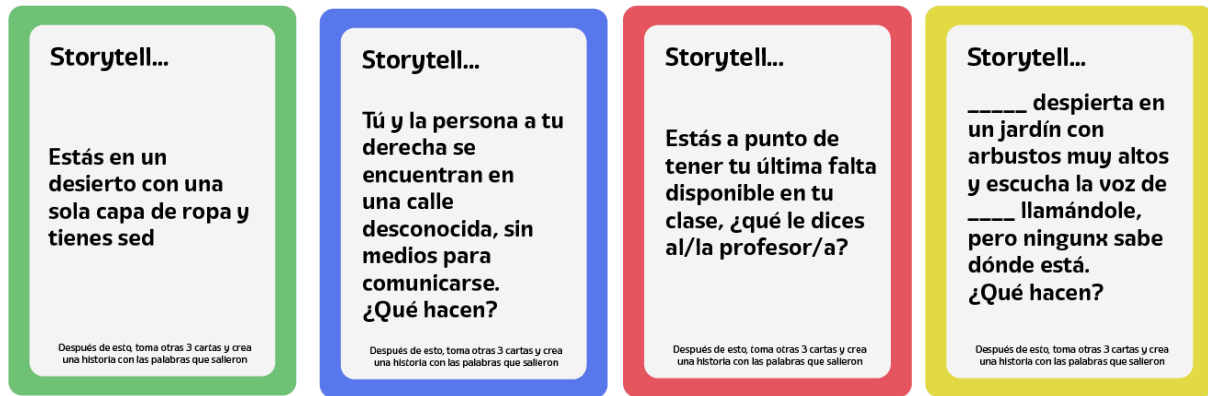 Storytell...
Estás en un
desierto con una
sola capa de ropa y
tienes sed
Después de esto, toma otras 3 cartas y crea
una historia con las palabras que salieron
Storytell...
Tú y la persona a tu
derecha se
encuentran en
una calle
desconocida, sin
medios para
comunicarse.
¿Qué hacen?
Después de esto, toma otras 3 cartas y crea
una historia con las palabras que salieron
Storytell...
Estás a punto de
tener tu última falta
disponible en tu
clase, ¿qué le dices
al/la profesor/a?
Después de esto, toma otras 3 cartas y crea
una historia con las palabras que salieron
Storytell...
_____ despierta en
un jardín con
arbustos muy altos
y escucha la voz de
____ llamándole,
pero ningunx sabe
dónde está.
¿Qué hacen?
Después de esto, toma otras 3 cartas y crea
una historia con las palabras que salieron